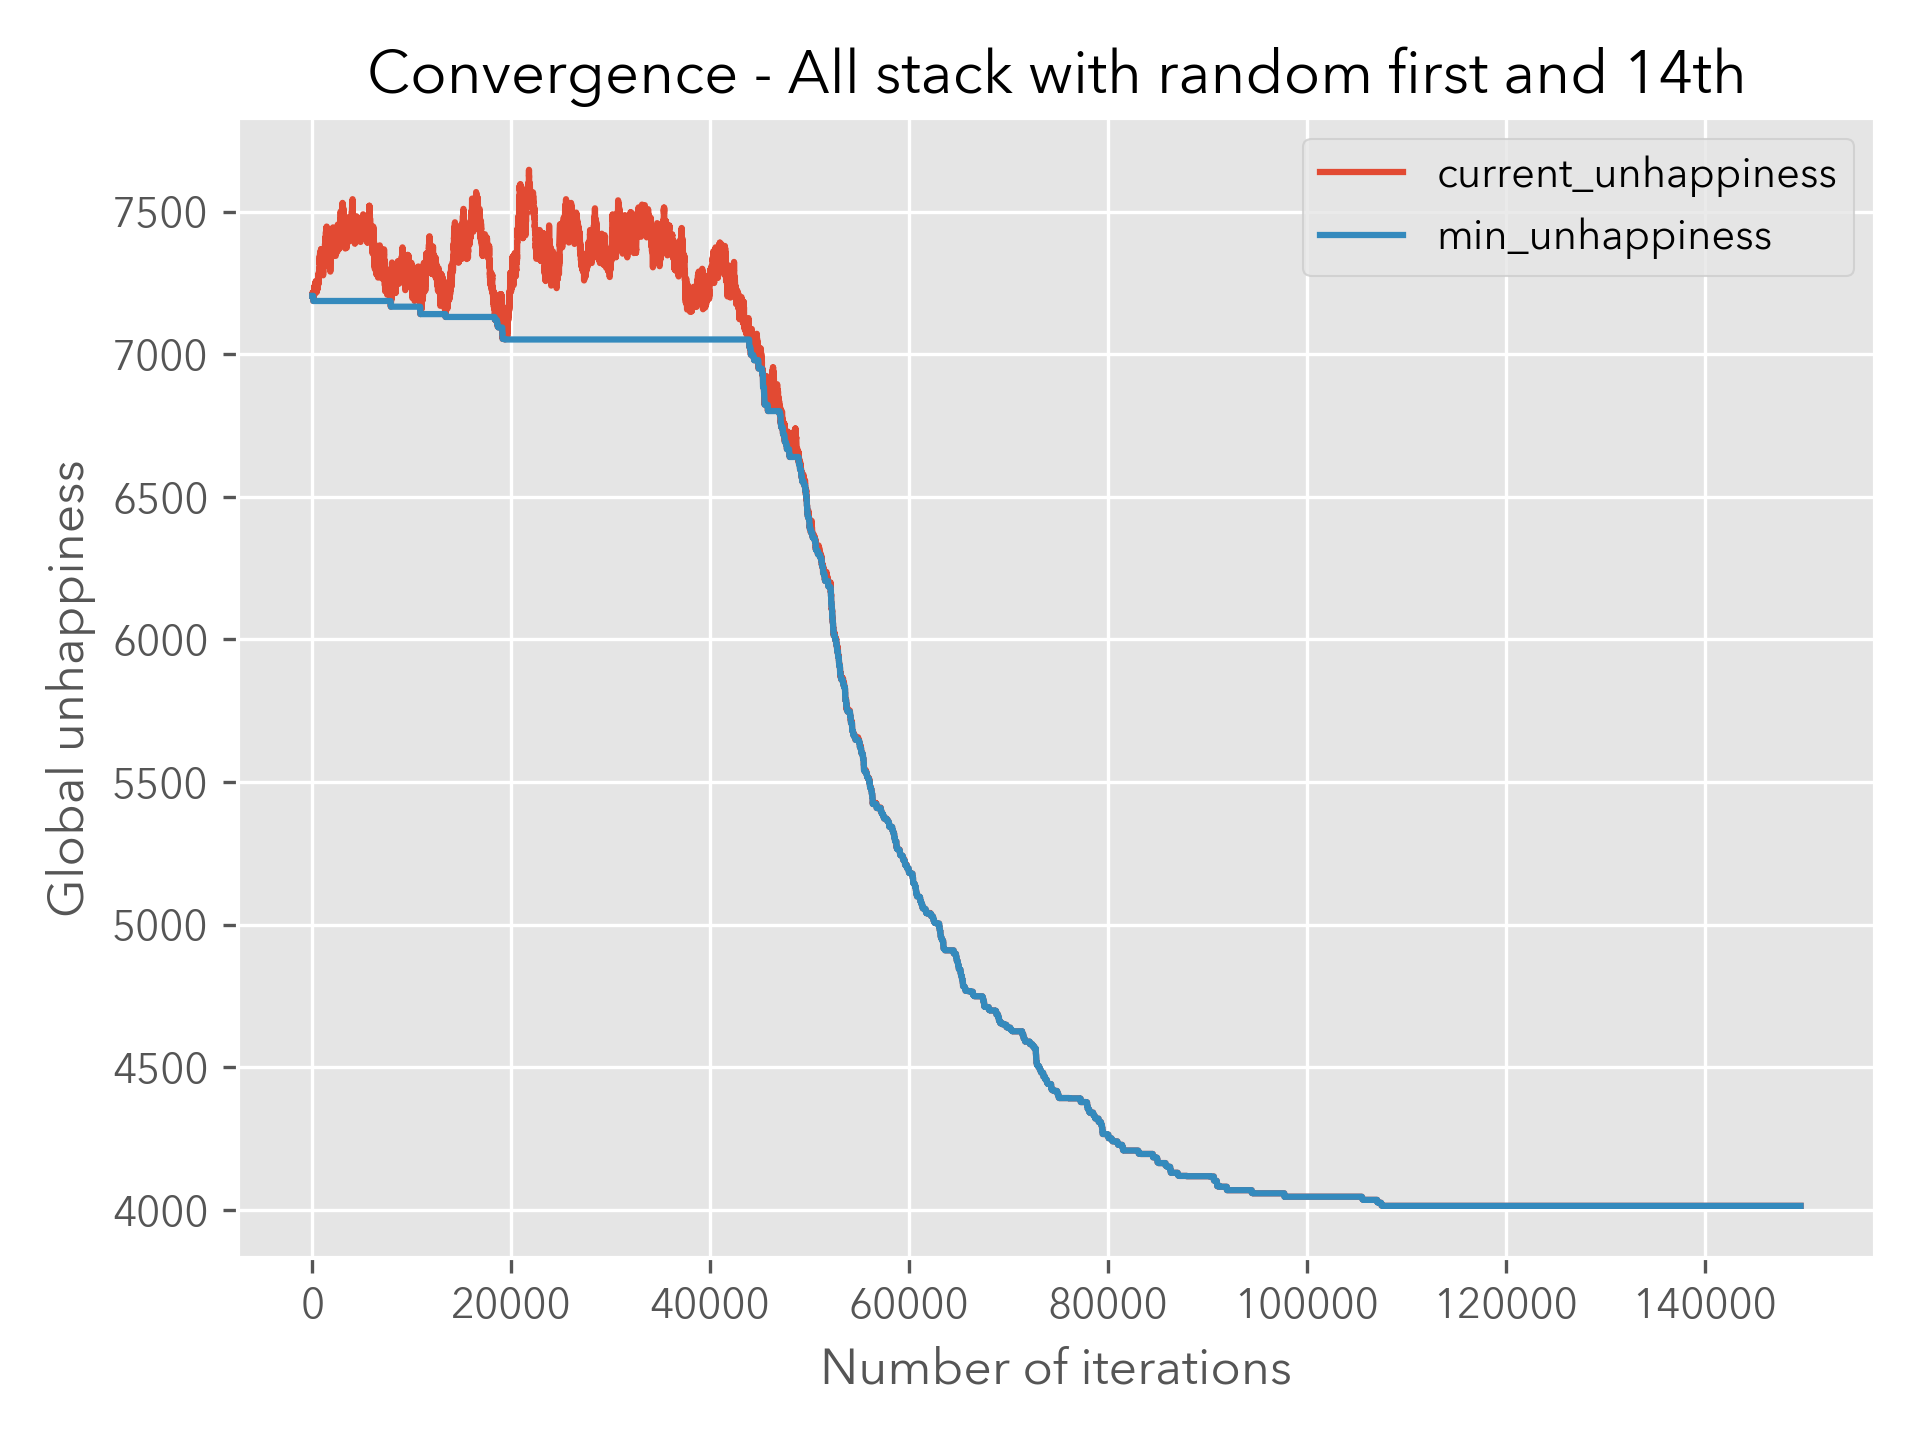 Convergence - All stack with random first and 14th
current_unhappiness
min_unhappiness
Global unhappiness
7500
7000
6500
6000
5500
5000
4500
4000
0 20000 40000 60000 80000 100000 120000 140000
Number of iterations